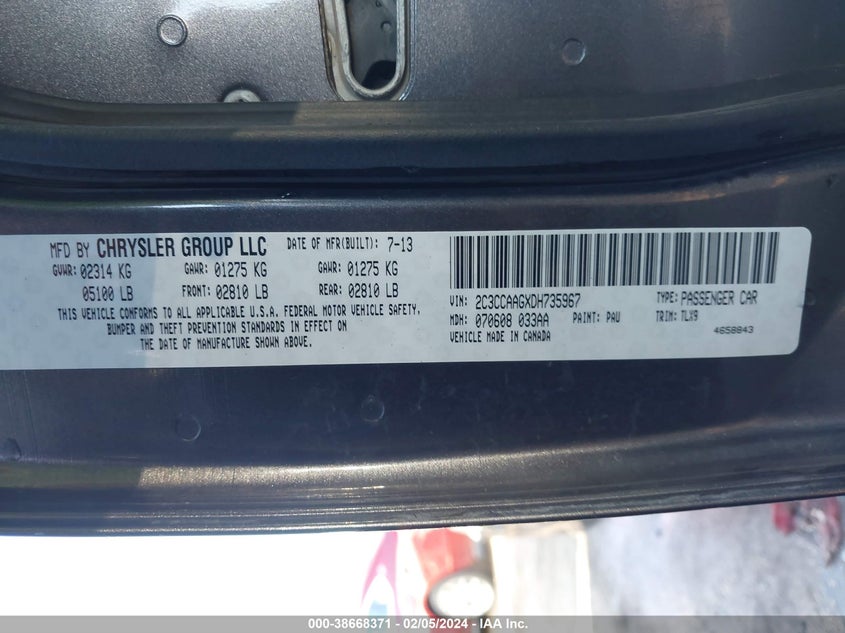 MFD BY CHRYSLER GROUP LLC DATE OF MFR(BUILT): 7-13
GVWR: 02314 KG GAWR: 01275 KG GAWR: 01275 KG
05100 LB FRONT: 02810 LB REAR: 02810 LB
THIS VEHICLE CONFORMS TO ALL APPLICABLE U.S.A. FEDERAL MOTOR VEHICLE SAFETY,
BUMPER AND THEFT PREVENTION STANDARDS IN EFFECT ON
THE DATE OF MANUFACTURE SHOWN ABOVE.
VIN: 2C3CCAAGXDH735967 TYPE: PASSENGER CAR
MDH: 070608 033AA PAINT: PAU TRIM: TLX9
VEHICLE MADE IN CANADA 4658843
000-38668371 - 02/05/2024 - IAA Inc.